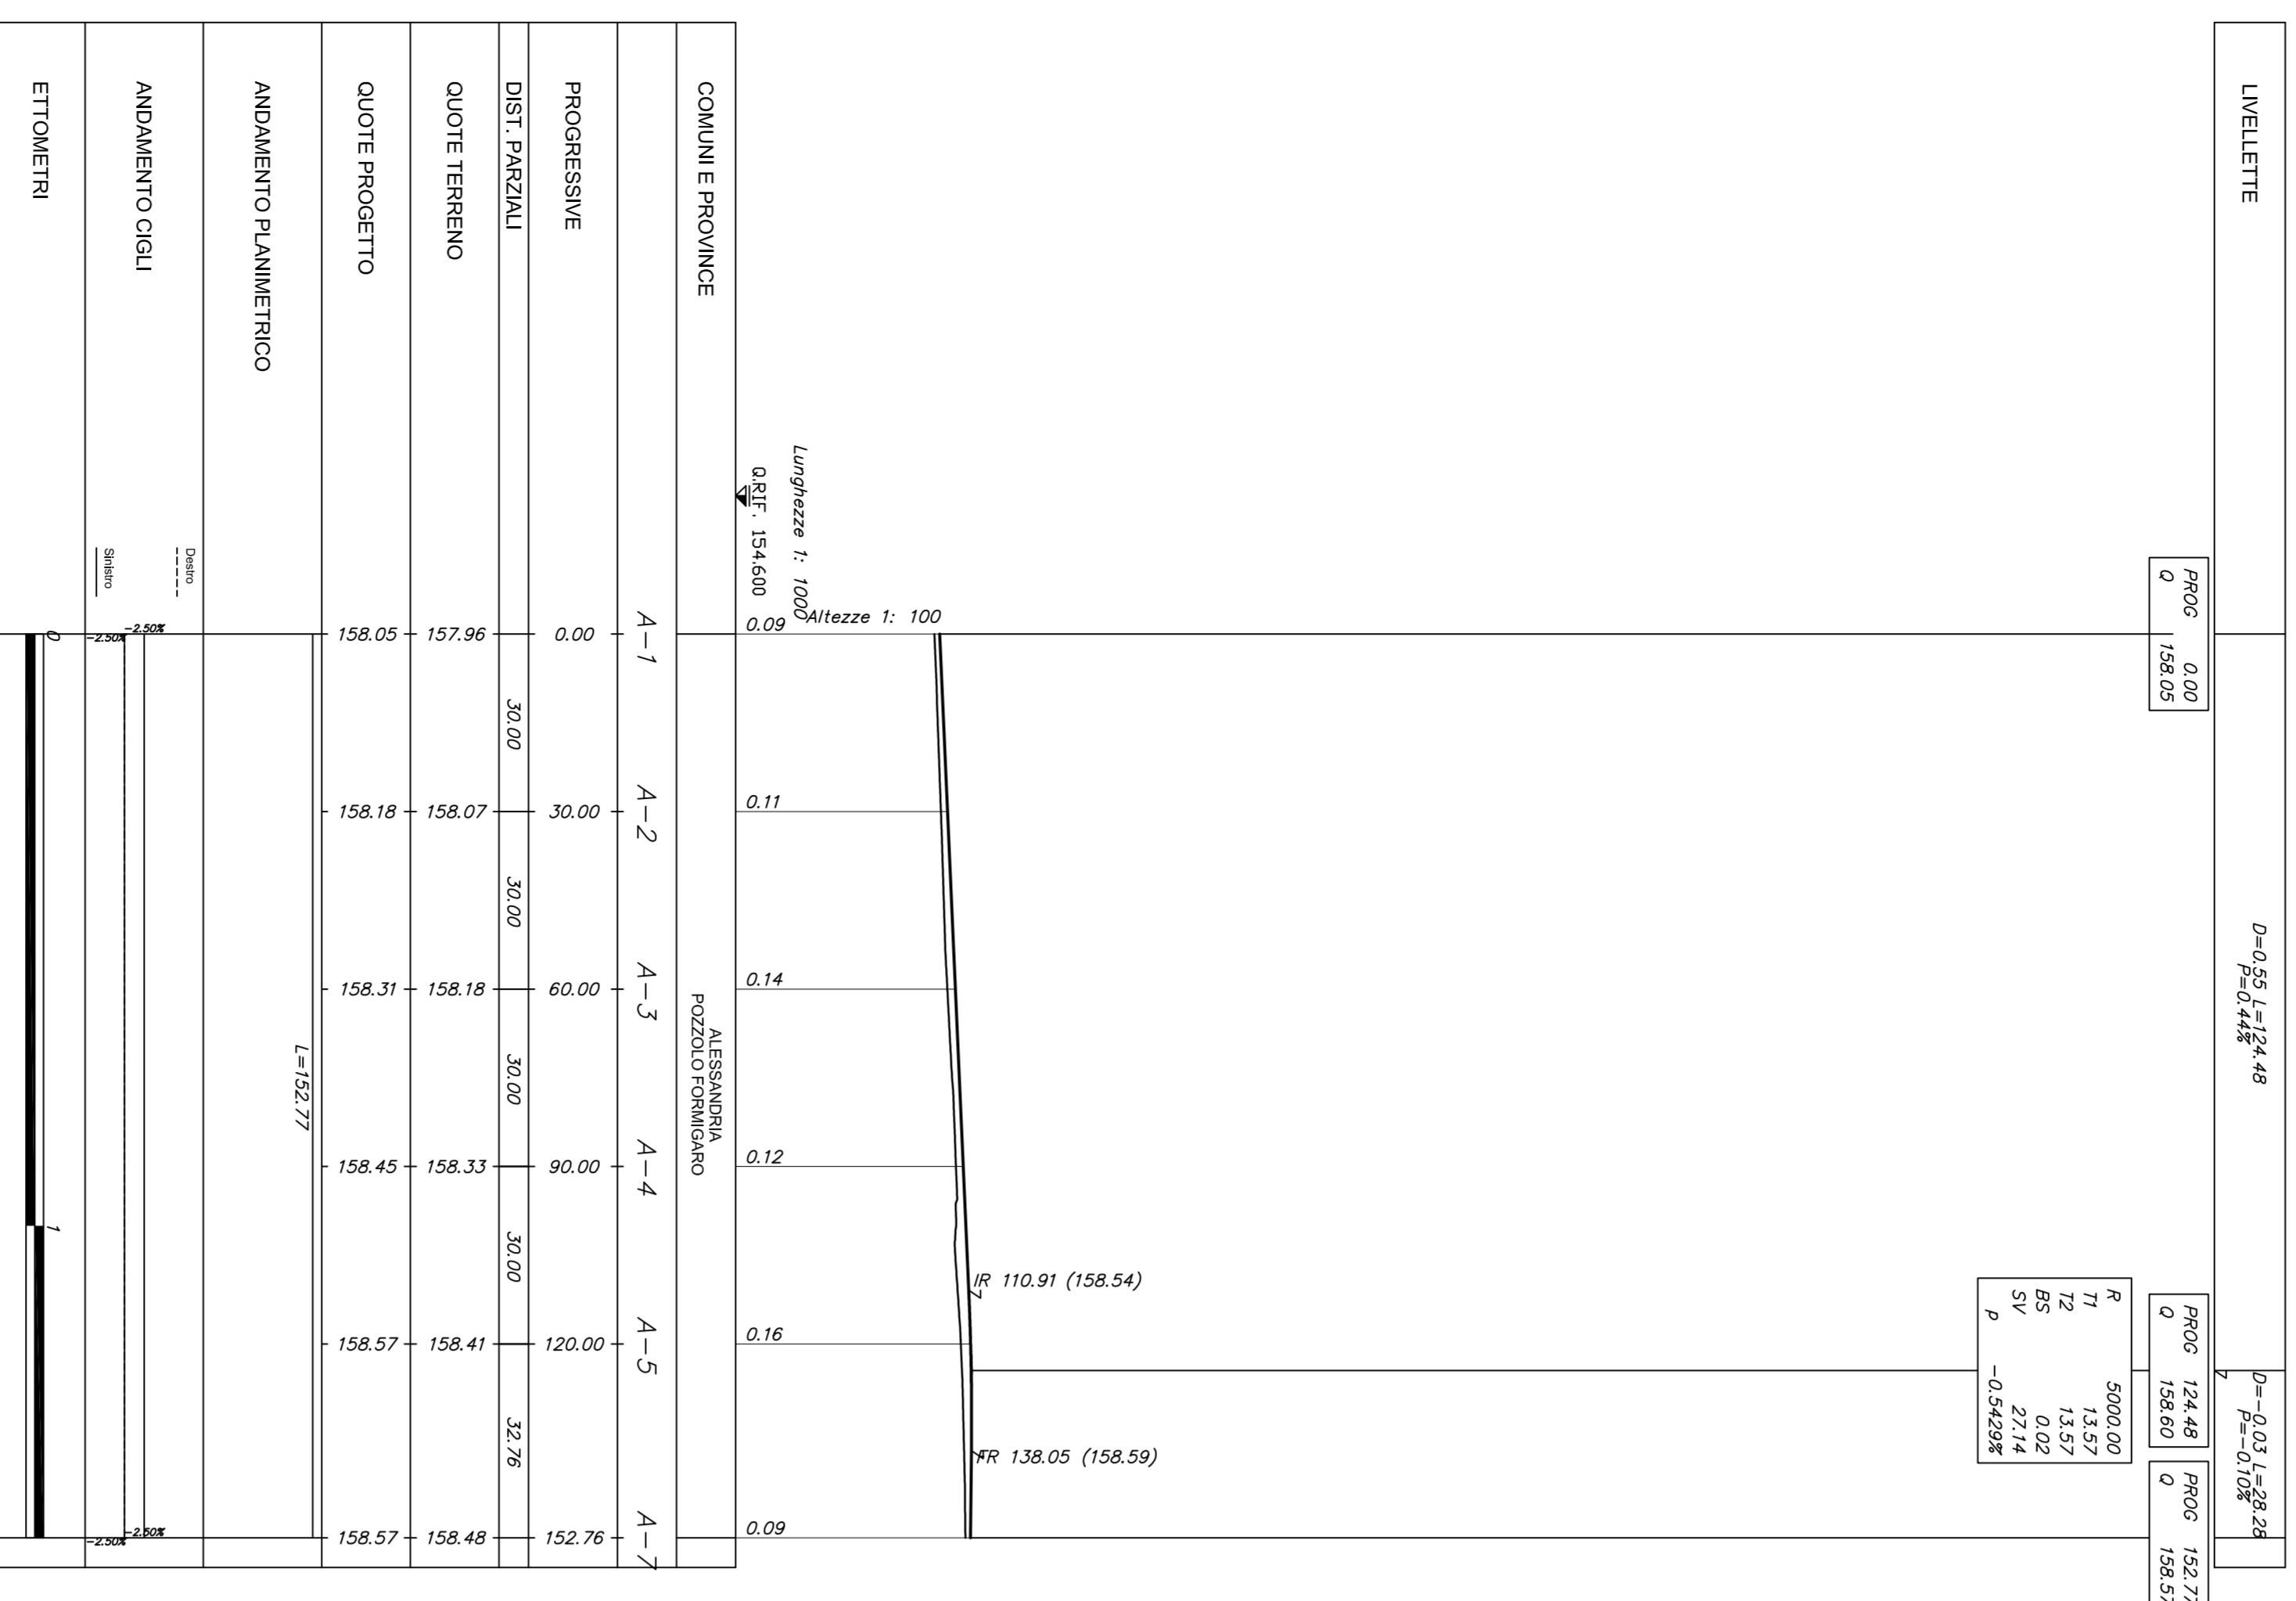 LIVELLETTE
D=0.55 L=124.48
P=0.44%
D=-0.03 L=28.28
P=-0.10%
PROG 0.00
Q 158.05
PROG 124.48
Q 158.60
PROG 152.77
Q 158.57
R 5000.00
T1 13.57
T2 13.57
BS 0.02
SV 27.14
P -0.5429%
IR 110.91 (158.54)
FR 138.05 (158.59)
Altezze 1: 100
Lunghezze 1: 1000
Q.RIF. 154.600
0.09
0.11
0.14
0.12
0.16
0.09
COMUNI E PROVINCE
ALESSANDRIA
POZZOLO FORMIGARO
A-1 A-2 A-3 A-4 A-5 A-7
PROGRESSIVE
0.00 30.00 60.00 90.00 120.00 152.76
DIST. PARZIALI
30.00 30.00 30.00 30.00 32.76
QUOTE TERRENO
157.96 158.07 158.18 158.33 158.41 158.48
QUOTE PROGETTO
158.05 158.18 158.31 158.45 158.57 158.57
ANDAMENTO PLANIMETRICO
L=152.77
ANDAMENTO CIGLI
Destro
Sinistro
-2.50% -2.50%
-2.50% -2.50%
ETTOMETRI
0 1